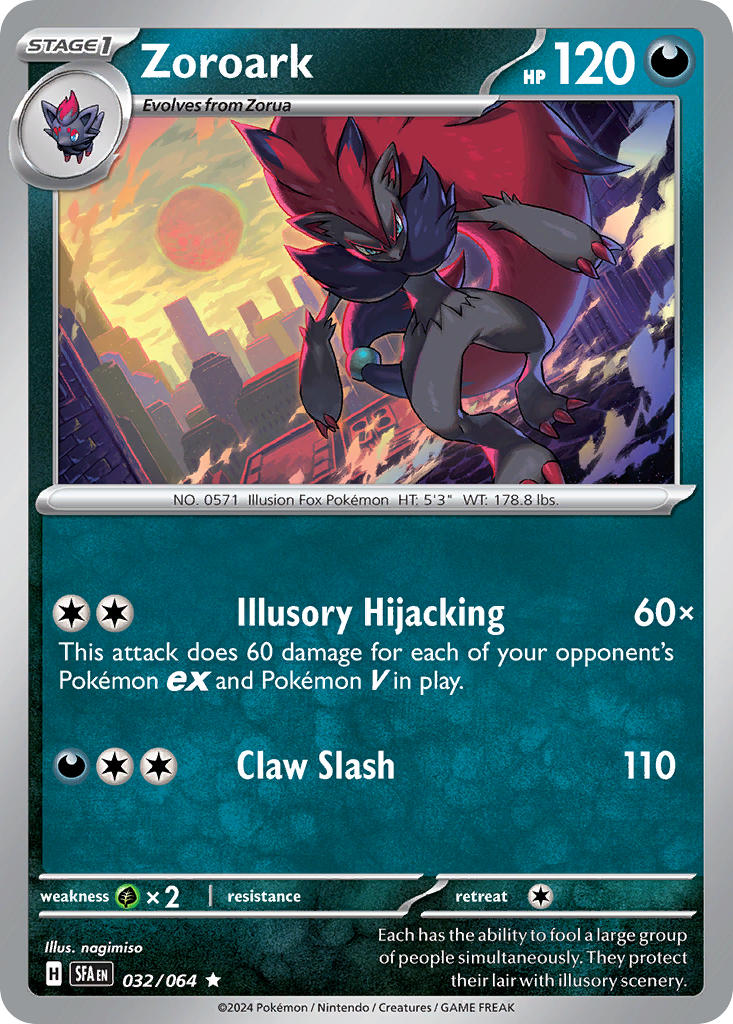 STAGE 1
Zoroark
HP 120
Evolves from Zorua
NO. 0571 Illusion Fox Pokémon HT: 5'3" WT: 178.8 lbs.
Illusory Hijacking 60×
This attack does 60 damage for each of your opponent's
Pokémon ex and Pokémon V in play.
Claw Slash 110
weakness ×2 | resistance retreat
Illus. nagimiso
Each has the ability to fool a large group
of people simultaneously. They protect
their lair with illusory scenery.
H SFA EN 032/064 ★
©2024 Pokémon / Nintendo / Creatures / GAME FREAK